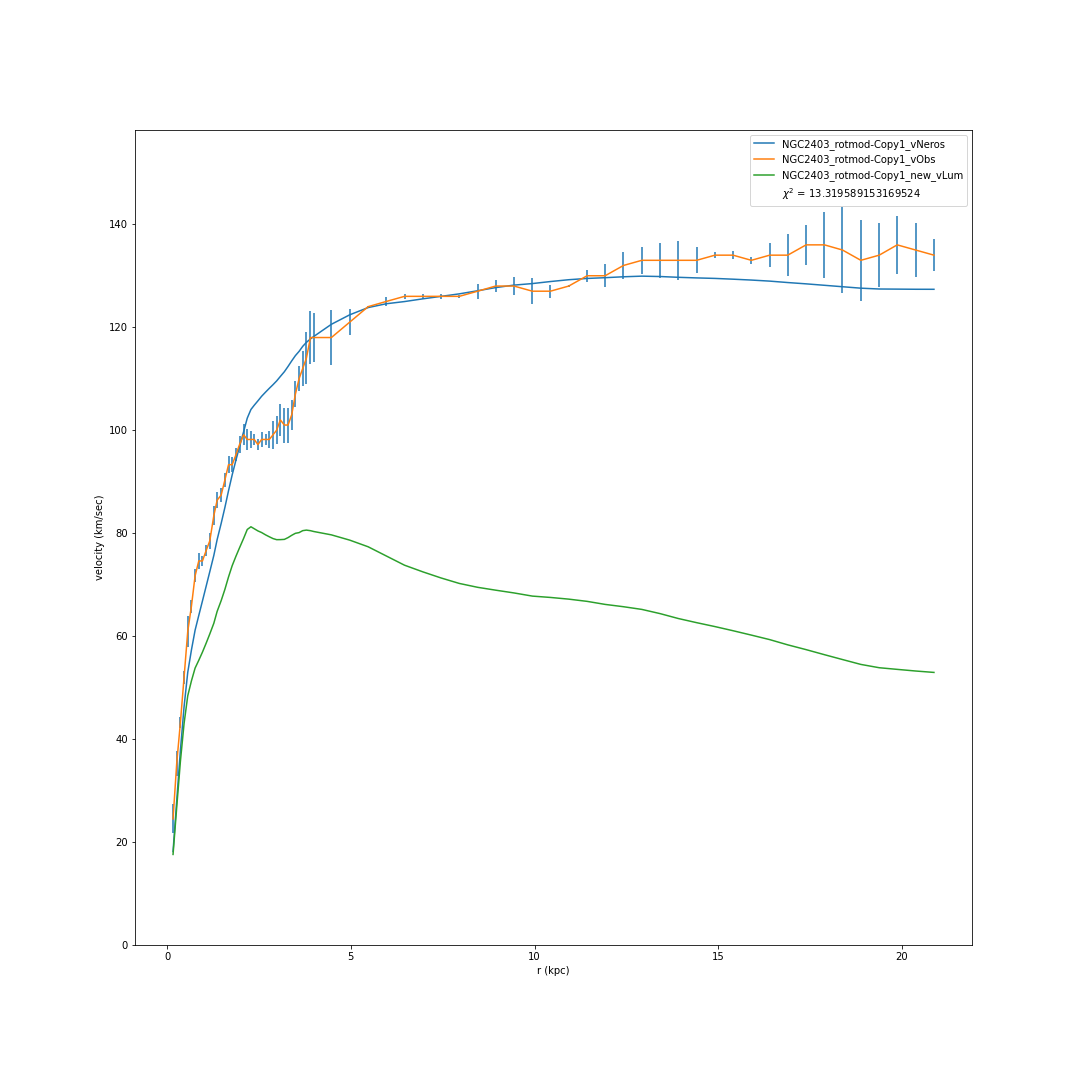 NGC2403_rotmod-Copy1_vNeros
NGC2403_rotmod-Copy1_vObs
NGC2403_rotmod-Copy1_new_vLum
χ² = 13.319589153169524
140
120
100
80
60
40
20
0
velocity (km/sec)
0 5 10 15 20
r (kpc)